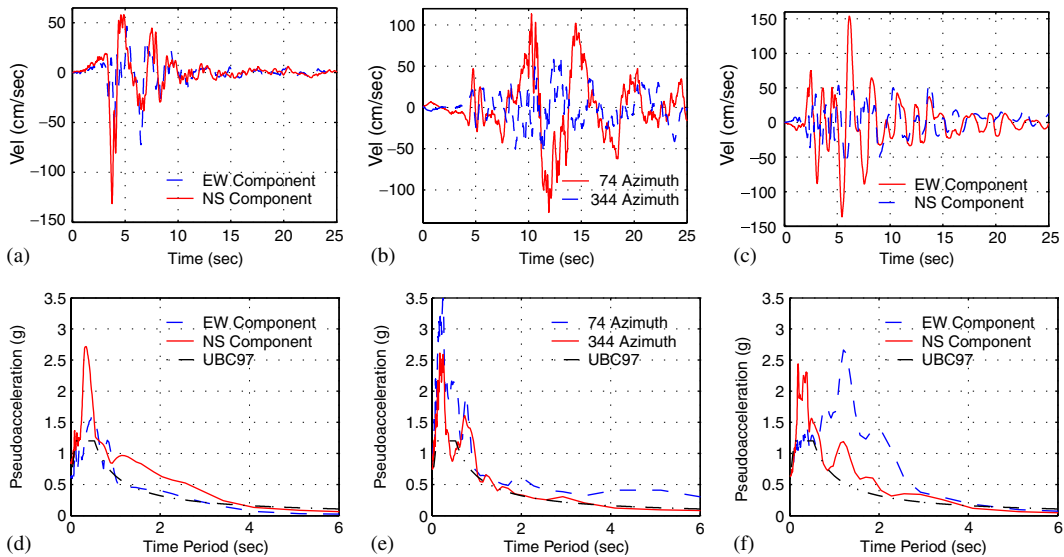 50
0
−50
−100
−150
Vel (cm/sec)
EW Component
NS Component
0 5 10 15 20 25
Time (sec)
(a)
100
50
0
−50
−100
Vel (cm/sec)
74 Azimuth
344 Azimuth
0 5 10 15 20 25
Time (sec)
(b)
150
100
50
0
−50
−100
−150
Vel (cm/sec)
EW Component
NS Component
0 5 10 15 20 25
Time (sec)
(c)
3.5
3
2.5
2
1.5
1
0.5
0
Pseudoacceleration (g)
EW Component
NS Component
UBC97
0 2 4 6
Time Period (sec)
(d)
3.5
3
2.5
2
1.5
1
0.5
0
Pseudoacceleration (g)
74 Azimuth
344 Azimuth
UBC97
0 2 4 6
Time Period (sec)
(e)
3.5
3
2.5
2
1.5
1
0.5
0
Pseudoacceleration (g)
EW Component
NS Component
UBC97
0 2 4 6
Time Period (sec)
(f)